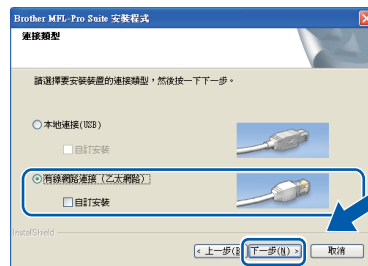 Brother MFL-Pro Suite 安裝程式
連接類型
請選擇要安裝裝置的連接類型，然後按一下下一步。
本地連接(USB)
自訂安裝
有線網路連接（乙太網路）
自訂安裝
InstallShield
< 上一步(B) 下一步(N) > 取消